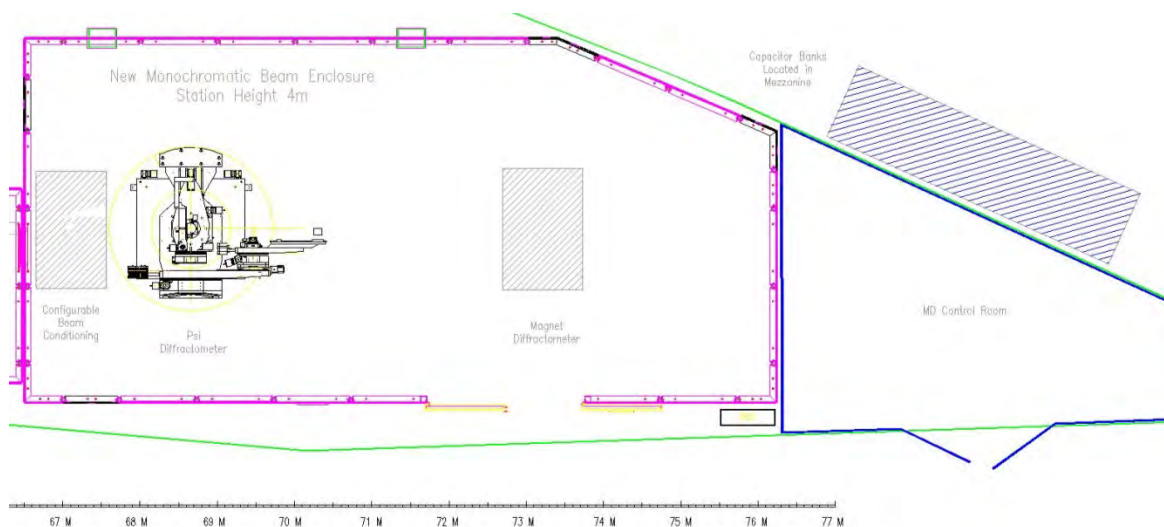 New Monochromatic Beam Enclosure
Station Height 4m
Capacitor Banks
Located in
Mezzanine
Configurable
Beam
Conditioning
Psi
Diffractometer
Magnet
Diffractometer
MD Control Room
67 M
68 M
69 M
70 M
71 M
72 M
73 M
74 M
75 M
76 M
77 M